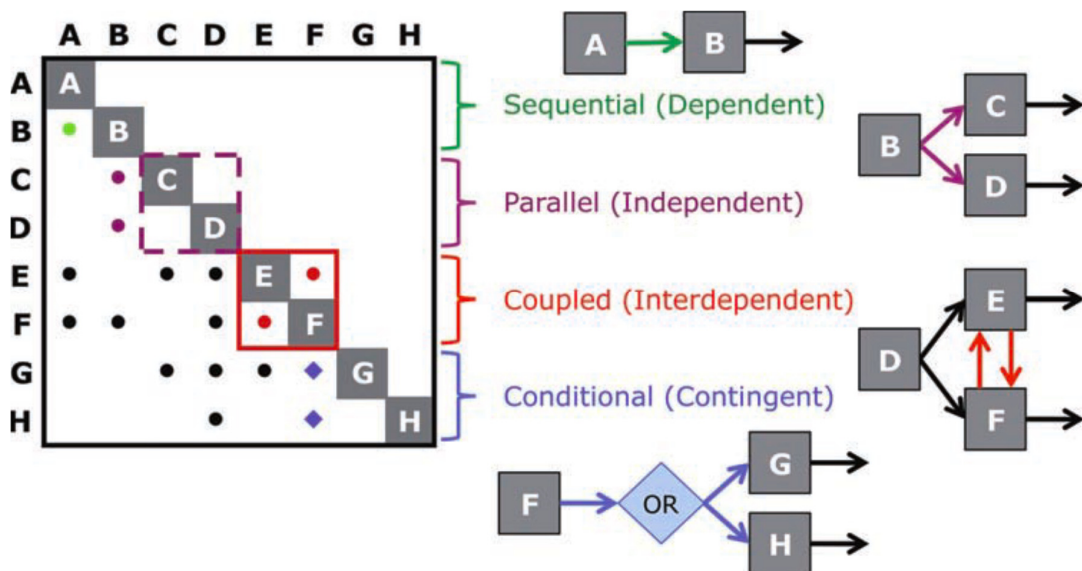 A B C D E F G H
A B
A A
Sequential (Dependent)
C
B B
B
C C
D
Parallel (Independent)
D D
E E
E
Coupled (Interdependent)
F F
D
G G
F
Conditional (Contingent)
H H
G
F OR
H